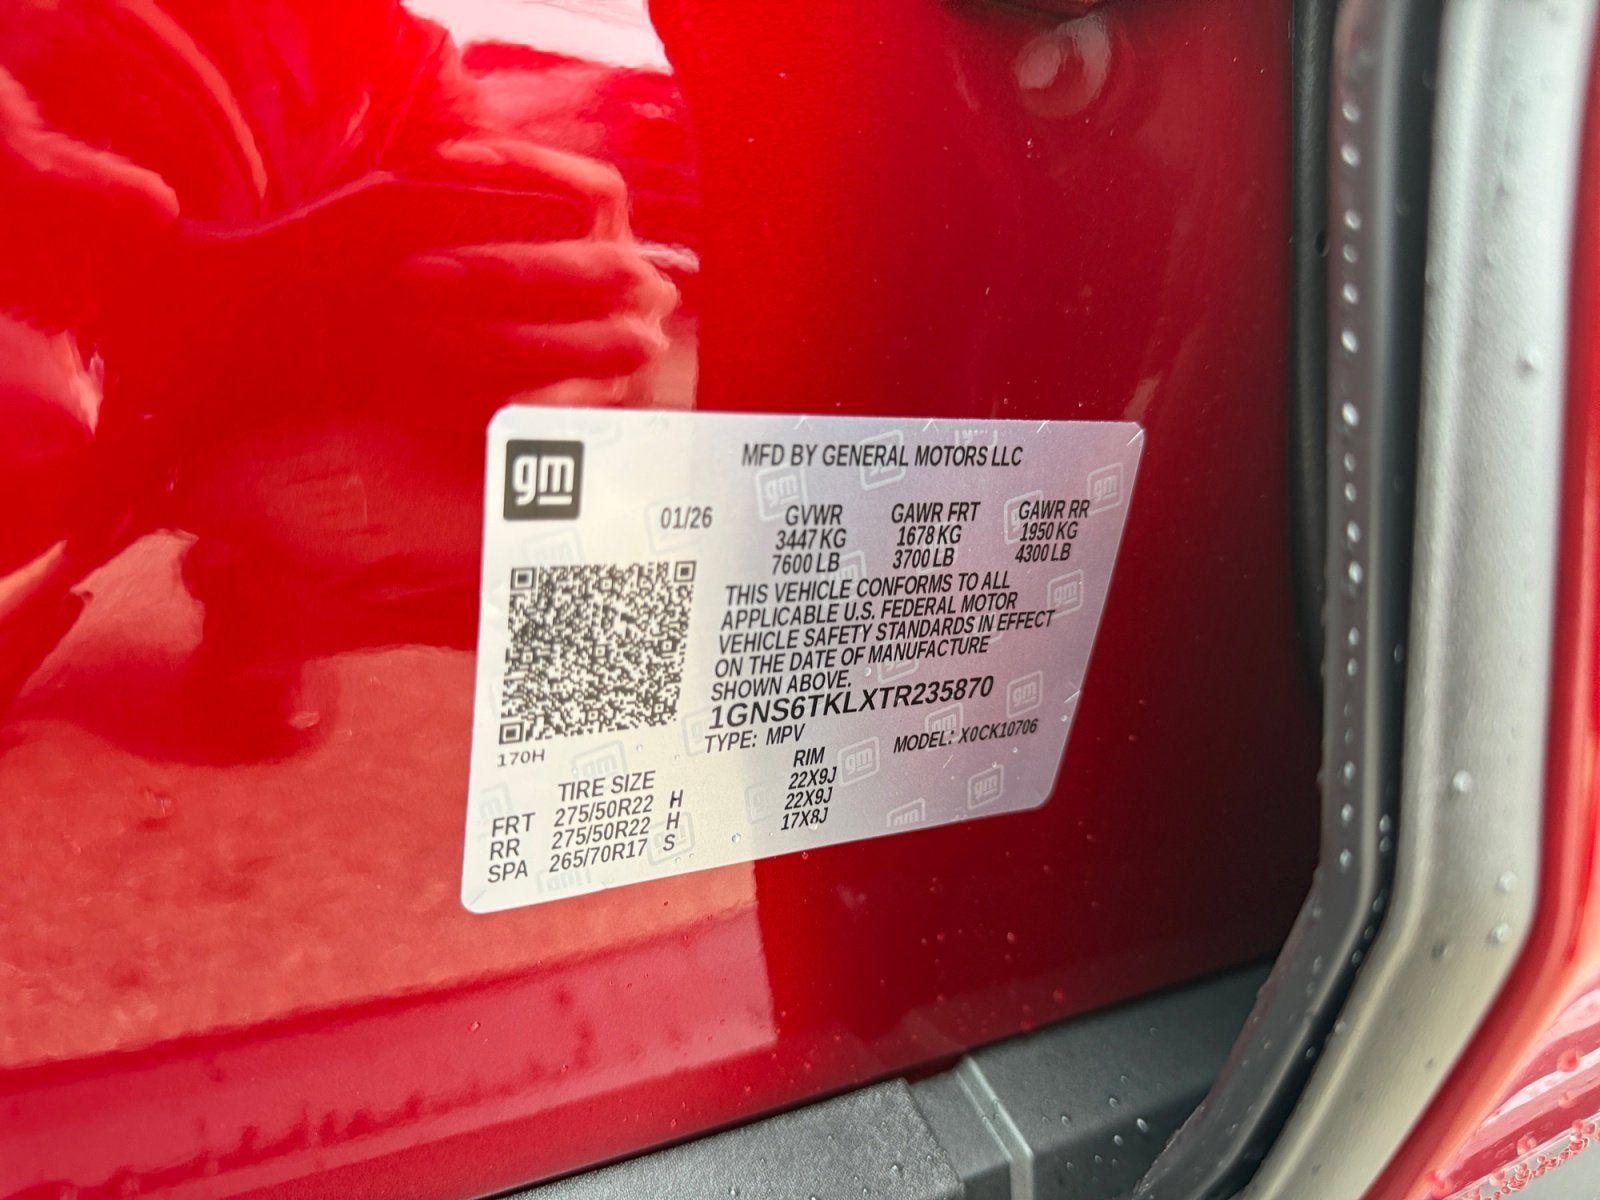 gm
MFD BY GENERAL MOTORS LLC
01/26
GVWR GAWR FRT GAWR RR
3447 KG 1678 KG 1950 KG
7600 LB 3700 LB 4300 LB
THIS VEHICLE CONFORMS TO ALL
APPLICABLE U.S. FEDERAL MOTOR
VEHICLE SAFETY STANDARDS IN EFFECT
ON THE DATE OF MANUFACTURE
SHOWN ABOVE.
1GNS6TKLXTR235870
TYPE: MPV MODEL: X0CK10706
170H
TIRE SIZE RIM
FRT 275/50R22 H 22X9J
RR 275/50R22 H 22X9J
SPA 265/70R17 S 17X8J